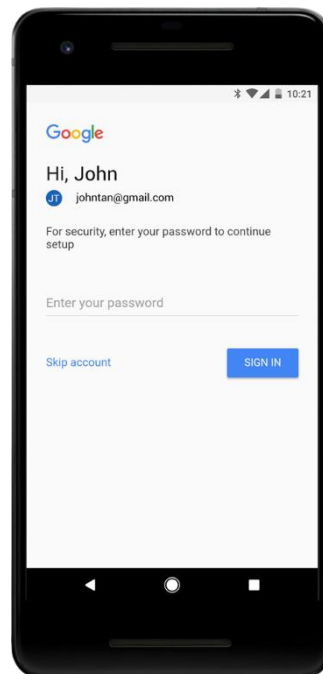 10:21
Google
Hi, John
JT johntan@gmail.com
For security, enter your password to continue
setup
Enter your password
Skip account
SIGN IN